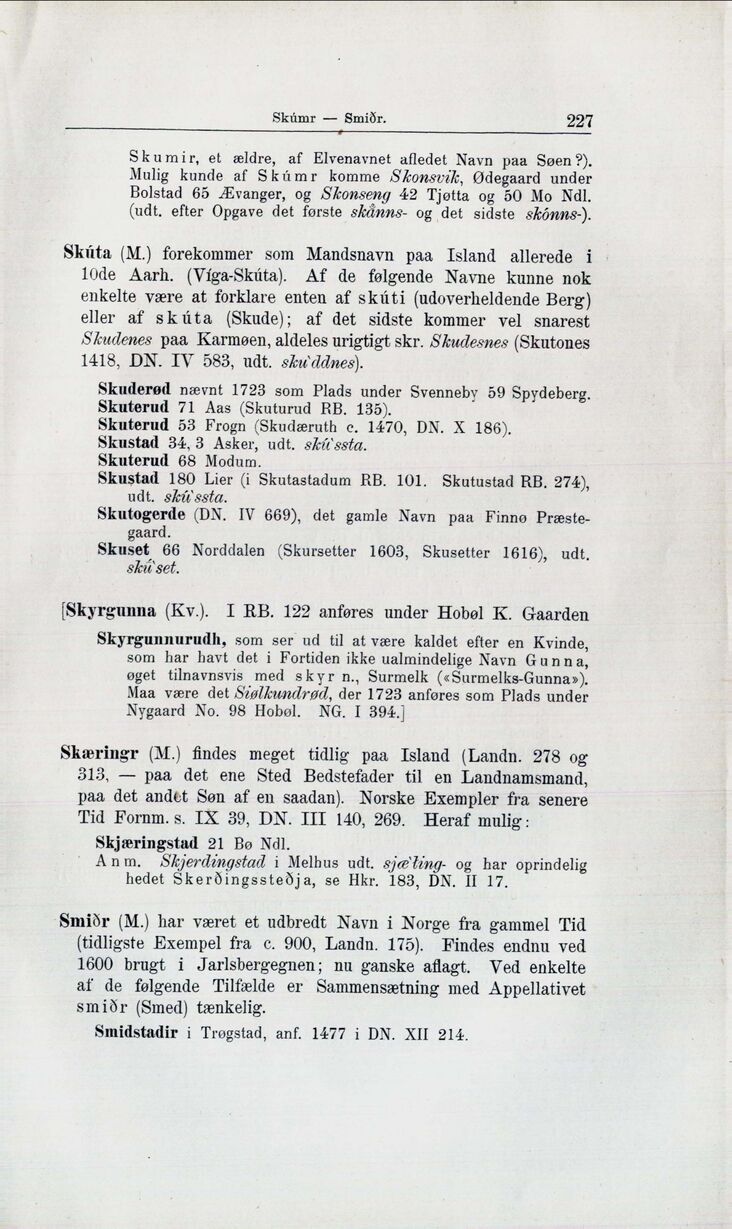 Skúmr — Smiðr. 227
Skumir, et ældre, af Elvenavnet afledet Navn paa Søen?).
Mulig kunde af Skúmr komme Skonsvik, Ødegaard under
Bolstad 65 Ævanger, og Skonseng 42 Tjøtta og 50 Mo Ndl.
(udt. efter Opgave det første skånns- og det sidste skónns-).
Skúta (M.) forekommer som Mandsnavn paa Island allerede i
10de Aarh. (Víga-Skúta). Af de følgende Navne kunne nok
enkelte være at forklare enten af skúti (udoverheldende Berg)
eller af skúta (Skude); af det sidste kommer vel snarest
Skudenes paa Karmøen, aldeles urigtigt skr. Skudesnes (Skutones
1418, DN. IV 583, udt. sku`ddnes).
Skuderød nævnt 1723 som Plads under Svenneby 59 Spydeberg.
Skuterud 71 Aas (Skuturud RB. 135).
Skuterud 53 Frogn (Skudæruth c. 1470, DN. X 186).
Skustad 34, 3 Asker, udt. skú`ssta.
Skuterud 68 Modum.
Skustad 180 Lier (i Skutastadum RB. 101. Skutustad RB. 274),
udt. skú`ssta.
Skutogerde (DN. IV 669), det gamle Navn paa Finnø Præste-
gaard.
Skuset 66 Norddalen (Skursetter 1603, Skusetter 1616), udt.
skú`set.
[Skyrgunna (Kv.). I RB. 122 anføres under Hobøl K. Gaarden
Skyrgunnurudh, som ser ud til at være kaldet efter en Kvinde,
som har havt det i Fortiden ikke ualmindelige Navn Gunna,
øget tilnavnsvis med skyr n., Surmelk («Surmelks-Gunna»).
Maa være det Siølkundrød, der 1723 anføres som Plads under
Nygaard No. 98 Hobøl. NG. I 394.]
Skæringr (M.) findes meget tidlig paa Island (Landn. 278 og
313, — paa det ene Sted Bedstefader til en Landnamsmand,
paa det andet Søn af en saadan). Norske Exempler fra senere
Tid Fornm. s. IX 39, DN. III 140, 269. Heraf mulig:
Skjæringstad 21 Bø Ndl.
Anm. Skjerdingstad i Melhus udt. sjæ`ling- og har oprindelig
hedet Skerðingssteðja, se Hkr. 183, DN. II 17.
Smiðr (M.) har været et udbredt Navn i Norge fra gammel Tid
(tidligste Exempel fra c. 900, Landn. 175). Findes endnu ved
1600 brugt i Jarlsbergegnen; nu ganske aflagt. Ved enkelte
af de følgende Tilfælde er Sammensætning med Appellativet
smiðr (Smed) tænkelig.
Smidstadir i Trøgstad, anf. 1477 i DN. XII 214.